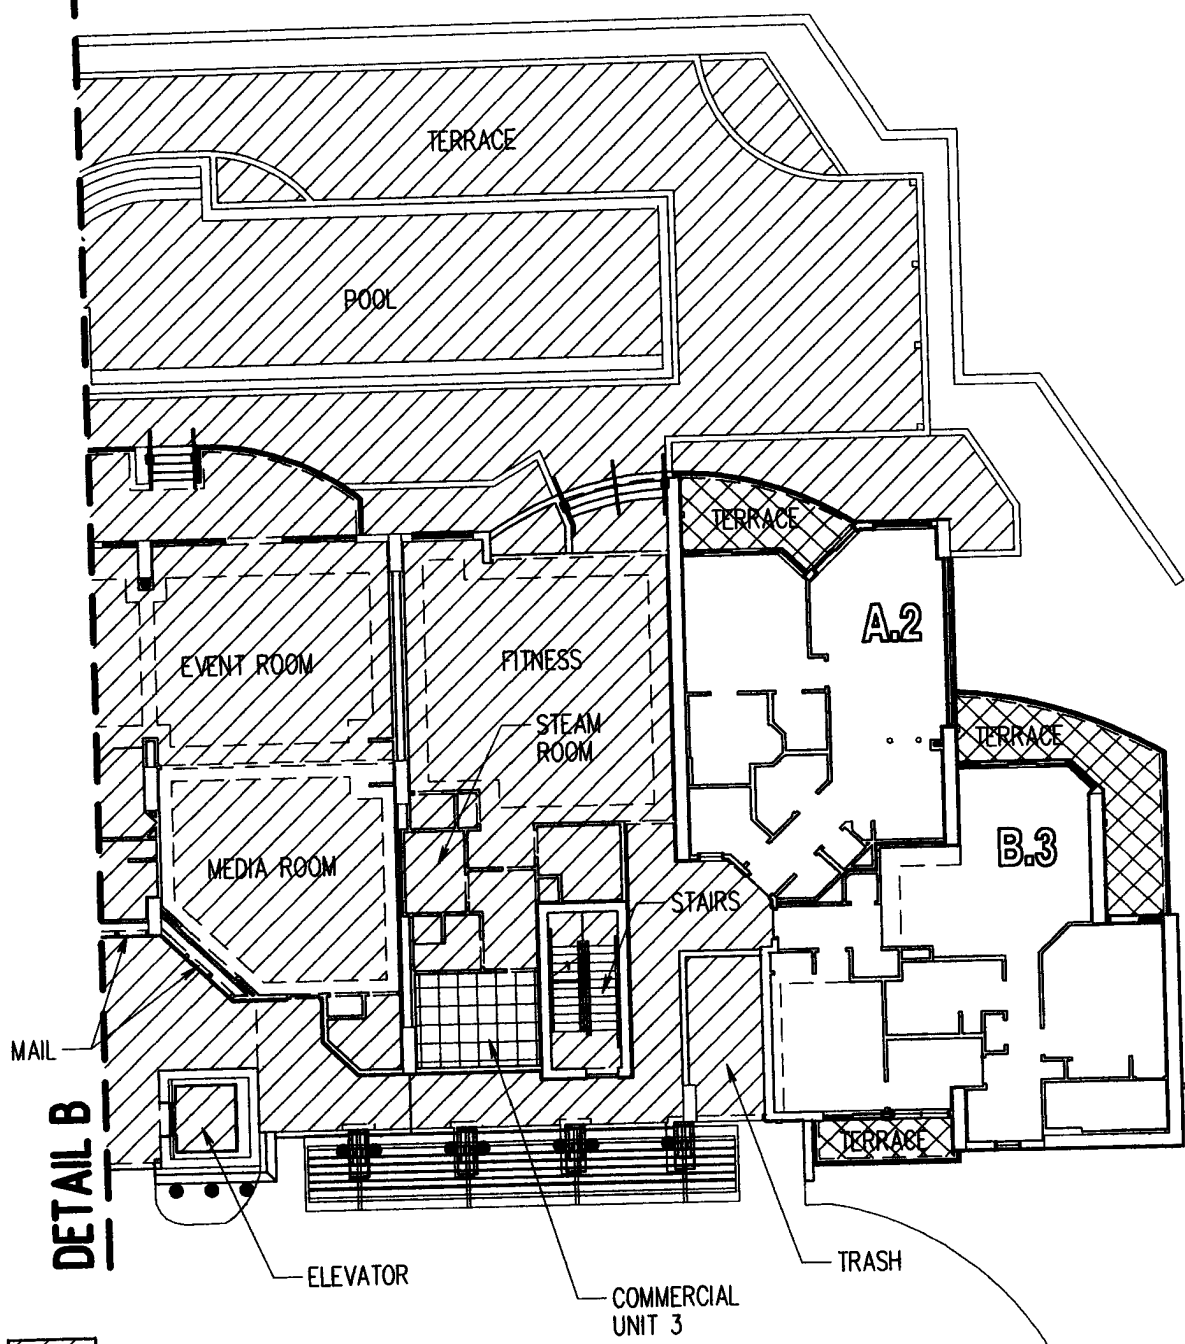 TERRACE
POOL
TERRACE
A.2
EVENT ROOM
FITNESS
STEAM
ROOM
TERRACE
B.3
MEDIA ROOM
STAIRS
MAIL
DETAIL B
TERRACE
ELEVATOR
TRASH
COMMERCIAL
UNIT 3